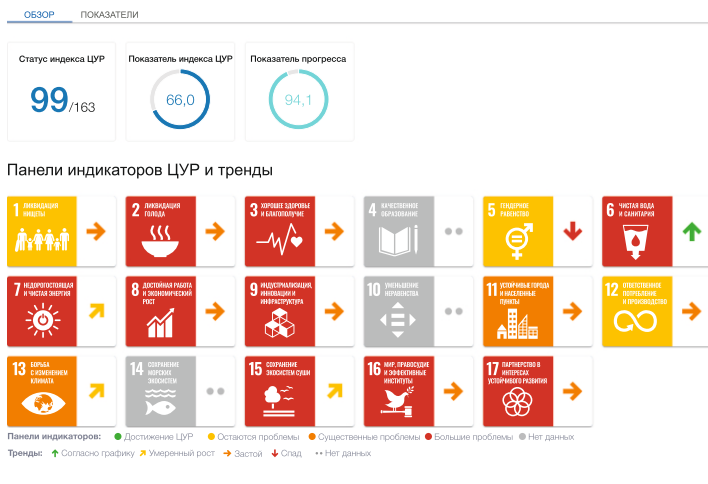 ОБЗОР ПОКАЗАТЕЛИ
Статус индекса ЦУР
99/163
Показатель индекса ЦУР
66,0
Показатель прогресса
94,1
Панели индикаторов ЦУР и тренды
1 ЛИКВИДАЦИЯ
НИЩЕТЫ
2 ЛИКВИДАЦИЯ
ГОЛОДА
3 ХОРОШЕЕ ЗДОРОВЬЕ
И БЛАГОПОЛУЧИЕ
4 КАЧЕСТВЕННОЕ
ОБРАЗОВАНИЕ
5 ГЕНДЕРНОЕ
РАВЕНСТВО
6 ЧИСТАЯ ВОДА
И САНИТАРИЯ
7 НЕДОРОГОСТОЯЩАЯ
И ЧИСТАЯ ЭНЕРГИЯ
8 ДОСТОЙНАЯ РАБОТА
И ЭКОНОМИЧЕСКИЙ
РОСТ
9 ИНДУСТРИАЛИЗАЦИЯ,
ИННОВАЦИИ И
ИНФРАСТРУКТУРА
10 УМЕНЬШЕНИЕ
НЕРАВЕНСТВА
11 УСТОЙЧИВЫЕ ГОРОДА
И НАСЕЛЕННЫЕ
ПУНКТЫ
12 ОТВЕТСТВЕННОЕ
ПОТРЕБЛЕНИЕ
И ПРОИЗВОДСТВО
13 БОРЬБА
С ИЗМЕНЕНИЕМ
КЛИМАТА
14 СОХРАНЕНИЕ
МОРСКИХ
ЭКОСИСТЕМ
15 СОХРАНЕНИЕ
ЭКОСИСТЕМ СУШИ
16 МИР, ПРАВОСУДИЕ
И ЭФФЕКТИВНЫЕ
ИНСТИТУТЫ
17 ПАРТНЕРСТВО В
ИНТЕРЕСАХ
УСТОЙЧИВОГО РАЗВИТИЯ
Панели индикаторов: Достижение ЦУР Остаются проблемы Существенные проблемы Большие проблемы Нет данных
Тренды: Согласно графику Умеренный рост Застой Спад Нет данных